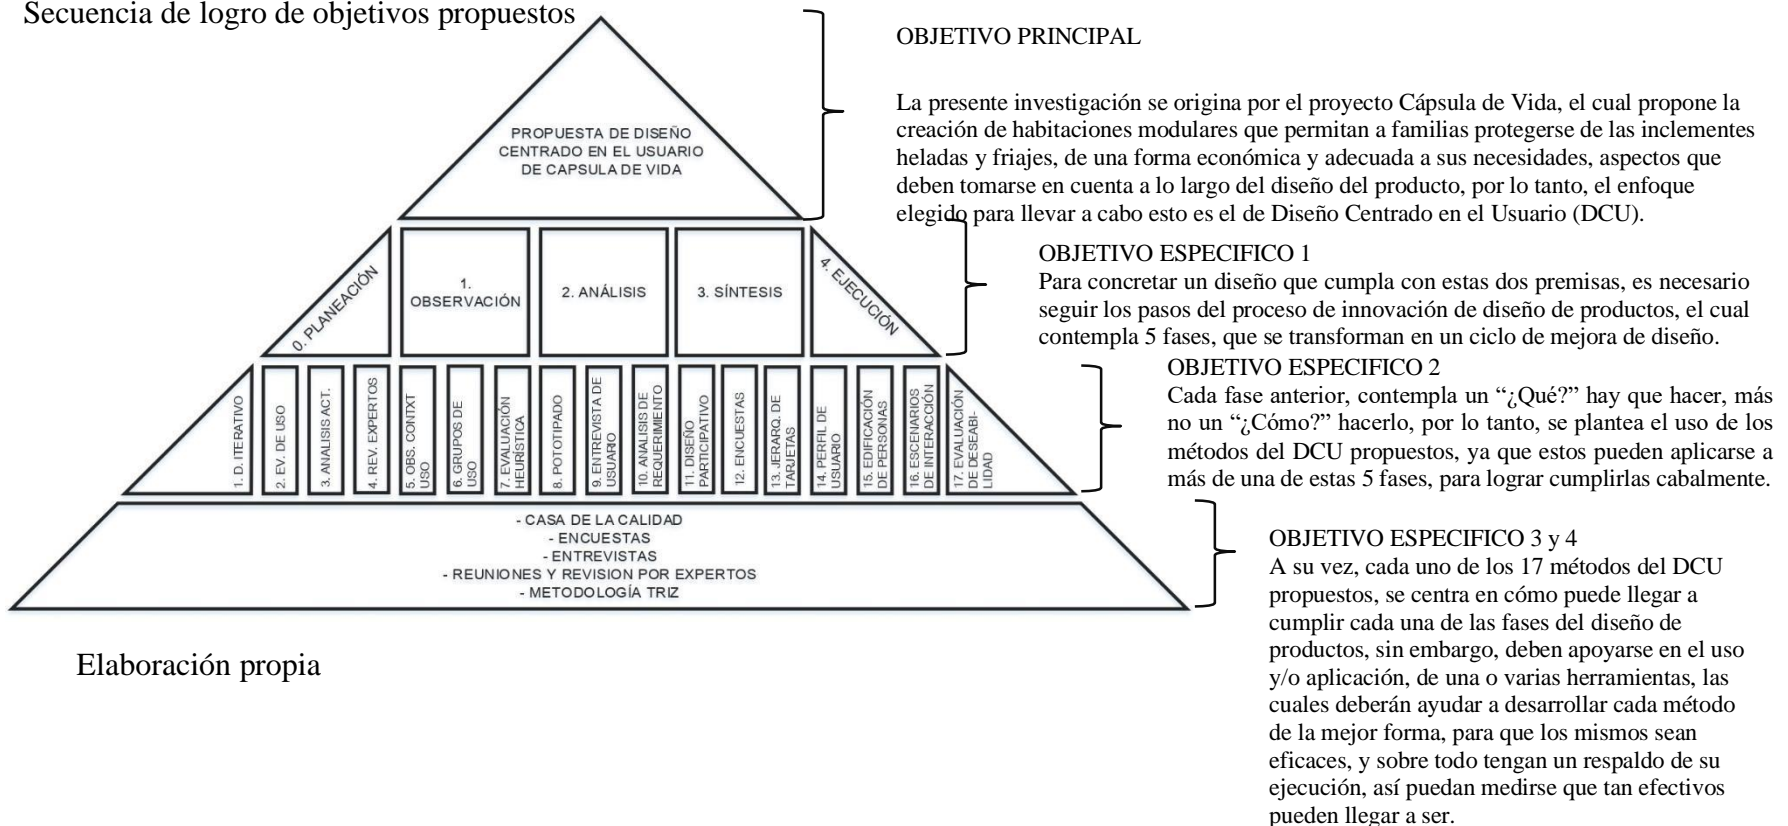 Secuencia de logro de objetivos propuestos
PROPUESTA DE DISEÑO
CENTRADO EN EL USUARIO
DE CAPSULA DE VIDA
OBJETIVO PRINCIPAL
La presente investigación se origina por el proyecto Cápsula de Vida, el cual propone la
creación de habitaciones modulares que permitan a familias protegerse de las inclementes
heladas y friajes, de una forma económica y adecuada a sus necesidades, aspectos que
deben tomarse en cuenta a lo largo del diseño del producto, por lo tanto, el enfoque
elegido para llevar a cabo esto es el de Diseño Centrado en el Usuario (DCU).
0. PLANEACIÓN
1.
OBSERVACIÓN
2. ANÁLISIS
3. SÍNTESIS
4. EJECUCIÓN
OBJETIVO ESPECIFICO 1
Para concretar un diseño que cumpla con estas dos premisas, es necesario
seguir los pasos del proceso de innovación de diseño de productos, el cual
contempla 5 fases, que se transforman en un ciclo de mejora de diseño.
1. D. ITERATIVO
2. EV. DE USO
3. ANALISIS ACT.
4. REV. EXPERTOS
5. OBS. CONTXT
USO
6. GRUPOS DE
USO
7. EVALUACIÓN
HEURÍSTICA
8. POTOTIPADO
9. ENTREVISTA DE
USUARIO
10. ANALISIS DE
REQUERIMIENTO
11. DISEÑO
PARTICIPATIVO
12. ENCUESTAS
13. JERARQ. DE
TARJETAS
14. PERFIL DE
USUARIO
15. EDIFICACIÓN
DE PERSONAS
16. ESCENARIOS
DE INTERACCIÓN
17. EVALUACIÓN
DE DESEABI-
LIDAD
OBJETIVO ESPECIFICO 2
Cada fase anterior, contempla un “¿Qué?” hay que hacer, más
no un “¿Cómo?” hacerlo, por lo tanto, se plantea el uso de los
métodos del DCU propuestos, ya que estos pueden aplicarse a
más de una de estas 5 fases, para lograr cumplirlas cabalmente.
- CASA DE LA CALIDAD
- ENCUESTAS
- ENTREVISTAS
- REUNIONES Y REVISION POR EXPERTOS
- METODOLOGÍA TRIZ
OBJETIVO ESPECIFICO 3 y 4
A su vez, cada uno de los 17 métodos del DCU
propuestos, se centra en cómo puede llegar a
cumplir cada una de las fases del diseño de
productos, sin embargo, deben apoyarse en el uso
y/o aplicación, de una o varias herramientas, las
cuales deberán ayudar a desarrollar cada método
de la mejor forma, para que los mismos sean
eficaces, y sobre todo tengan un respaldo de su
ejecución, así puedan medirse que tan efectivos
pueden llegar a ser.
Elaboración propia